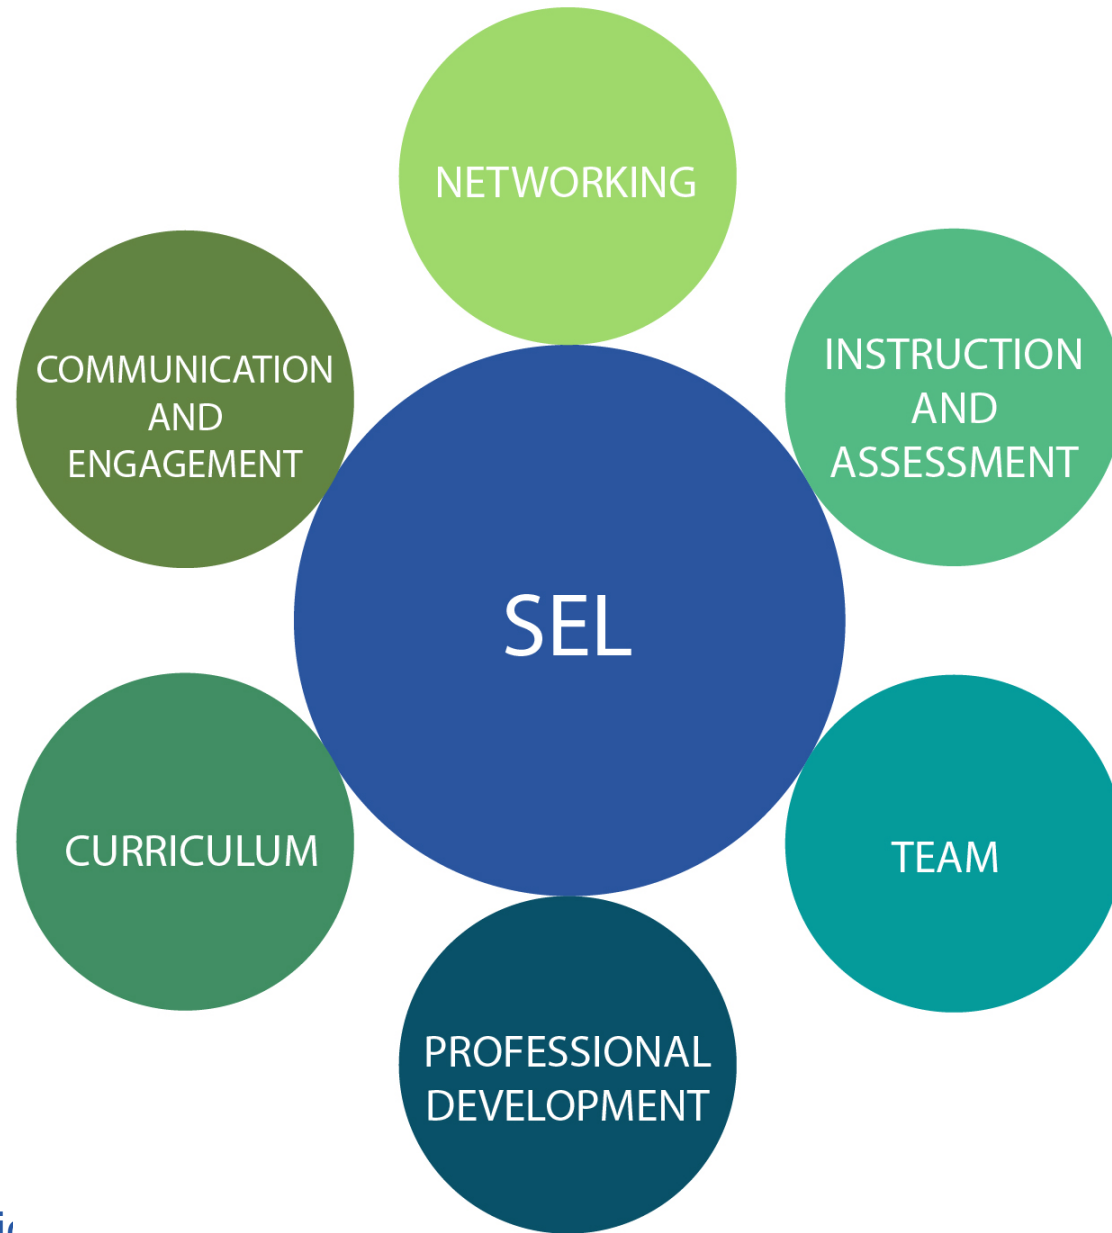 NETWORKING
COMMUNICATION
AND
ENGAGEMENT
INSTRUCTION
AND
ASSESSMENT
SEL
CURRICULUM
TEAM
PROFESSIONAL
DEVELOPMENT